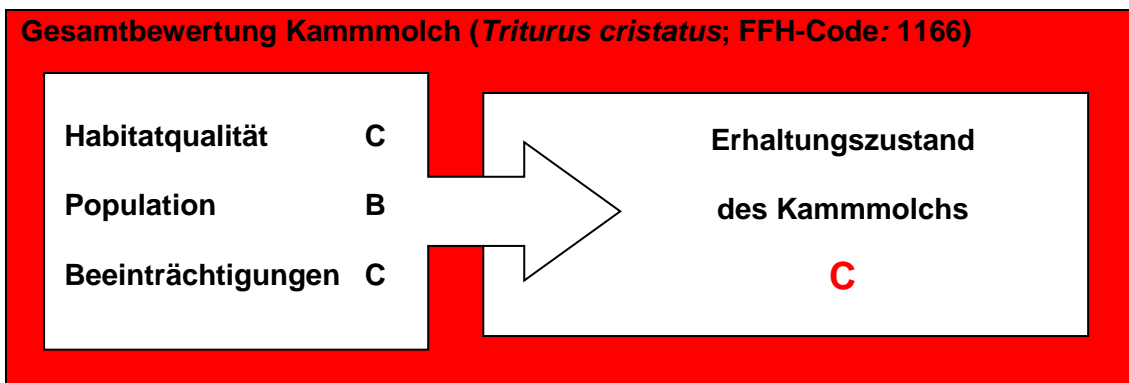 Gesamtbewertung Kammmolch (Triturus cristatus; FFH-Code: 1166)
Habitatqualität C
Population B
Beeinträchtigungen C
Erhaltungszustand
des Kammmolchs
C